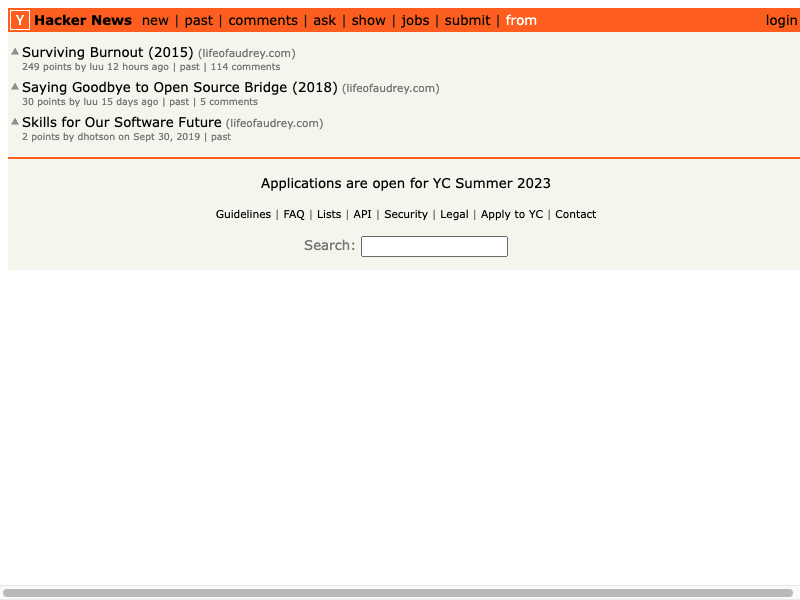 Y Hacker News new | past | comments | ask | show | jobs | submit | from login
Surviving Burnout (2015) (lifeofaudrey.com)
249 points by luu 12 hours ago | past | 114 comments
Saying Goodbye to Open Source Bridge (2018) (lifeofaudrey.com)
30 points by luu 15 days ago | past | 5 comments
Skills for Our Software Future (lifeofaudrey.com)
2 points by dhotson on Sept 30, 2019 | past
Applications are open for YC Summer 2023
Guidelines | FAQ | Lists | API | Security | Legal | Apply to YC | Contact
Search: